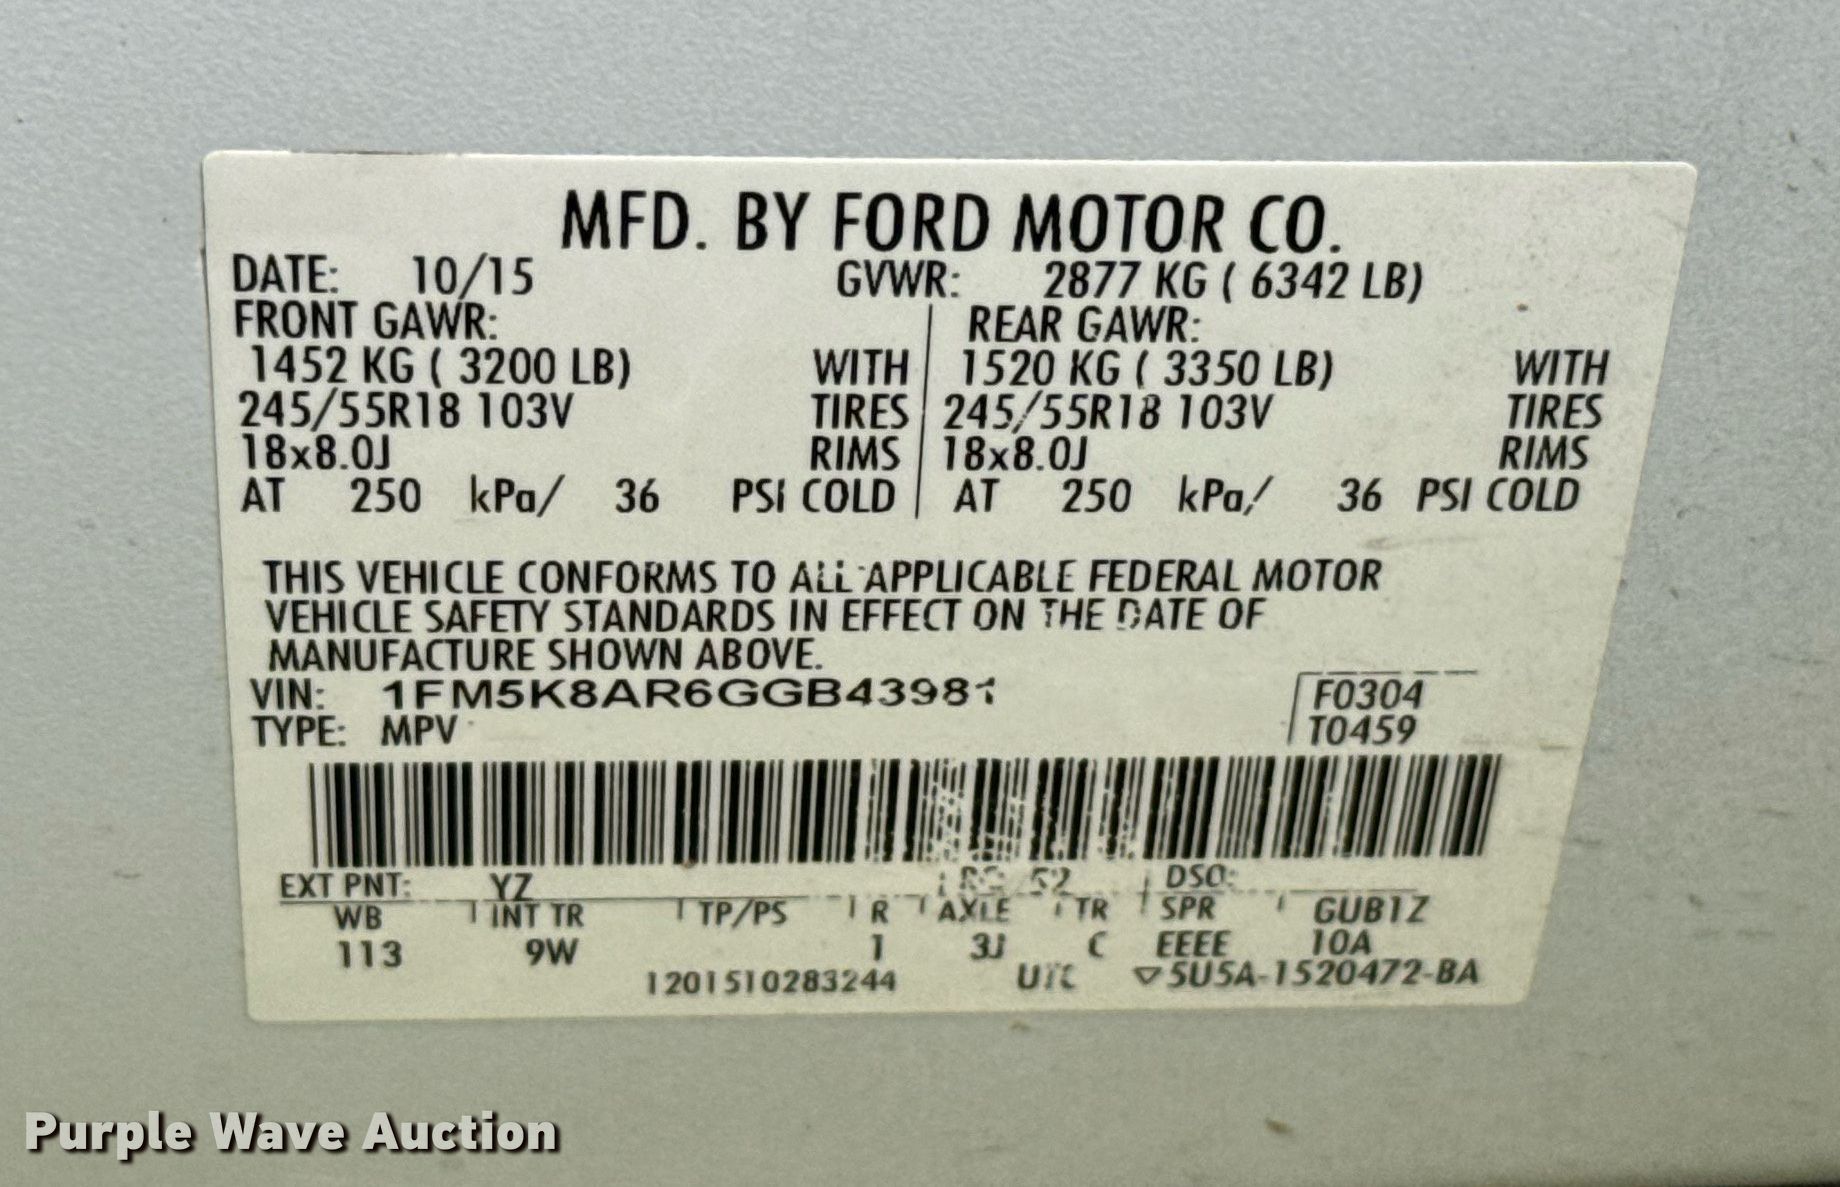 MFD. BY FORD MOTOR CO.
DATE: 10/15 GVWR: 2877 KG ( 6342 LB)
FRONT GAWR: REAR GAWR:
1452 KG ( 3200 LB) WITH 1520 KG ( 3350 LB) WITH
245/55R18 103V TIRES 245/55R18 103V TIRES
18x8.0J RIMS 18x8.0J RIMS
AT 250 kPa/ 36 PSI COLD AT 250 kPa/ 36 PSI COLD
THIS VEHICLE CONFORMS TO ALL APPLICABLE FEDERAL MOTOR
VEHICLE SAFETY STANDARDS IN EFFECT ON THE DATE OF
MANUFACTURE SHOWN ABOVE.
VIN: 1FM5K8AR6GGB43981 F0304
TYPE: MPV T0459
EXT PNT: YZ 52 DSO:
WB INT TR TP/PS R AXLE TR SPR GUB1Z
113 9W 1 3J C EEEE 10A
1201510283244 UTC ▽5U5A-1520472-BA
Purple Wave Auction